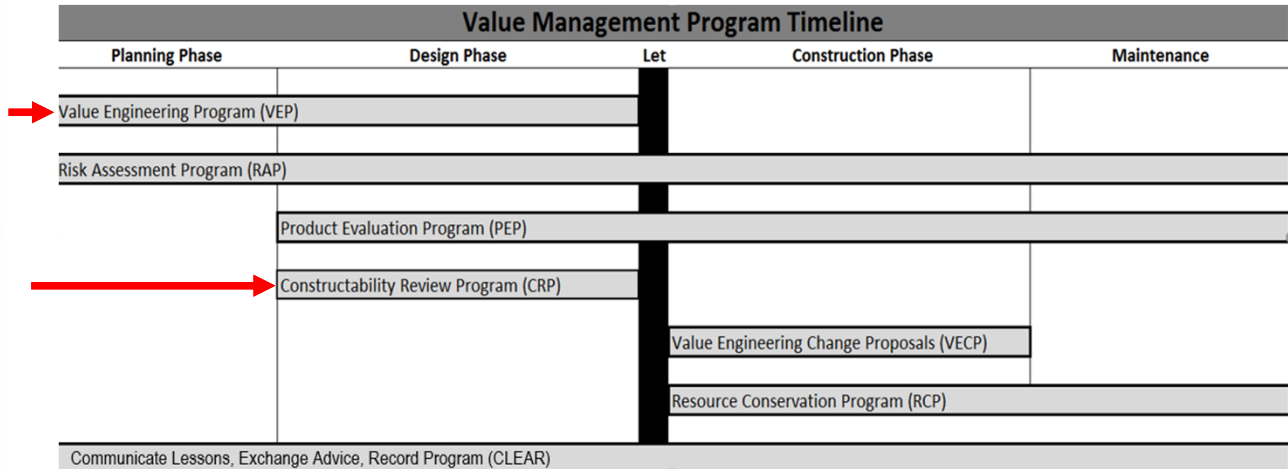 Value Management Program Timeline
Planning Phase Design Phase Let Construction Phase Maintenance
Value Engineering Program (VEP)
Risk Assessment Program (RAP)
Product Evaluation Program (PEP)
Constructability Review Program (CRP)
Value Engineering Change Proposals (VECP)
Resource Conservation Program (RCP)
Communicate Lessons, Exchange Advice, Record Program (CLEAR)